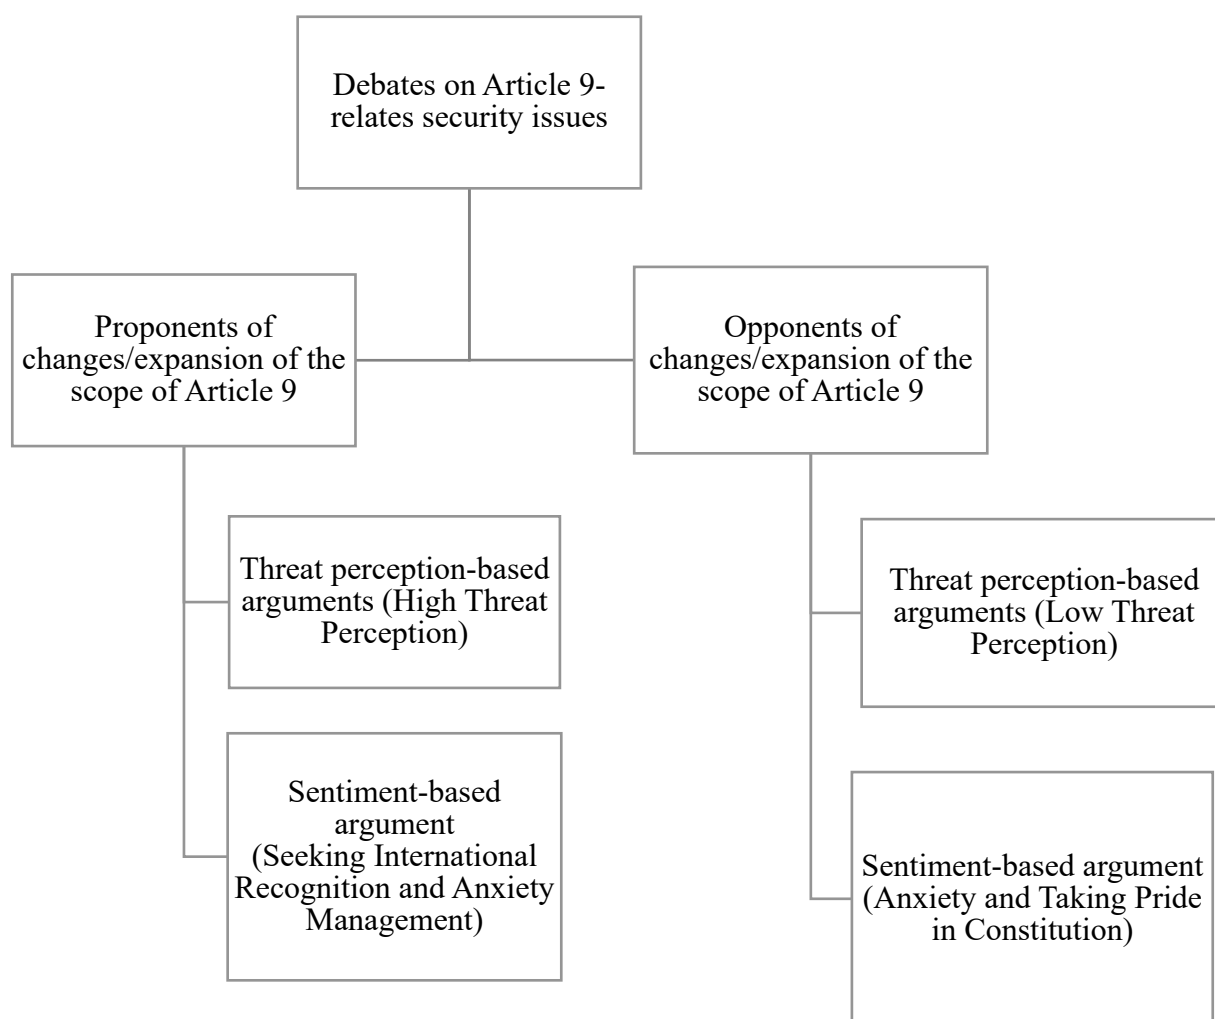 Debates on Article 9-
relates security issues
Proponents of
changes/expansion of the
scope of Article 9
Opponents of
changes/expansion of the
scope of Article 9
Threat perception-based
arguments (High Threat
Perception)
Threat perception-based
arguments (Low Threat
Perception)
Sentiment-based
argument
(Seeking International
Recognition and Anxiety
Management)
Sentiment-based argument
(Anxiety and Taking Pride
in Constitution)